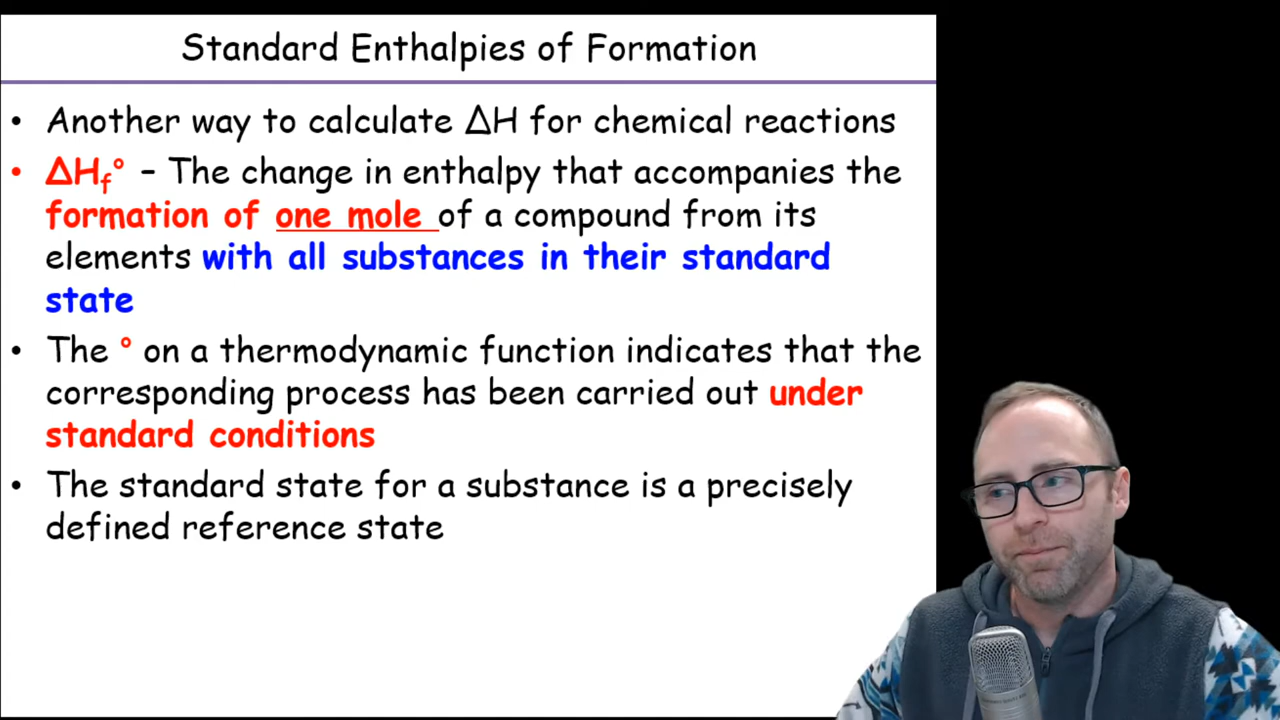 Standard Enthalpies of Formation
• Another way to calculate ΔH for chemical reactions
• ΔHf° – The change in enthalpy that accompanies the
formation of one mole of a compound from its
elements with all substances in their standard
state
• The ° on a thermodynamic function indicates that the
corresponding process has been carried out under
standard conditions
• The standard state for a substance is a precisely
defined reference state